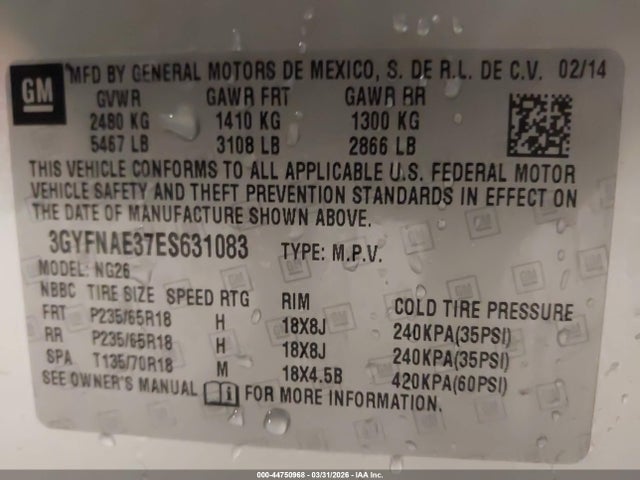 GM
MFD BY GENERAL MOTORS DE MEXICO, S. DE R.L. DE C.V. 02/14
GVWR GAWR FRT GAWR RR
2480 KG 1410 KG 1300 KG
5467 LB 3108 LB 2866 LB
THIS VEHICLE CONFORMS TO ALL APPLICABLE U.S. FEDERAL MOTOR
VEHICLE SAFETY AND THEFT PREVENTION STANDARDS IN EFFECT ON
THE DATE OF MANUFACTURE SHOWN ABOVE.
3GYFNAE37ES631083 TYPE: M.P.V.
MODEL: NG26
NBBC TIRE SIZE SPEED RTG RIM COLD TIRE PRESSURE
FRT P235/65R18 H 18X8J 240KPA(35PSI)
RR P235/65R18 H 18X8J 240KPA(35PSI)
SPA T135/70R18 M 18X4.5B 420KPA(60PSI)
SEE OWNER'S MANUAL FOR MORE INFORMATION.
000-44750968 - 03/31/2026 - IAA Inc.